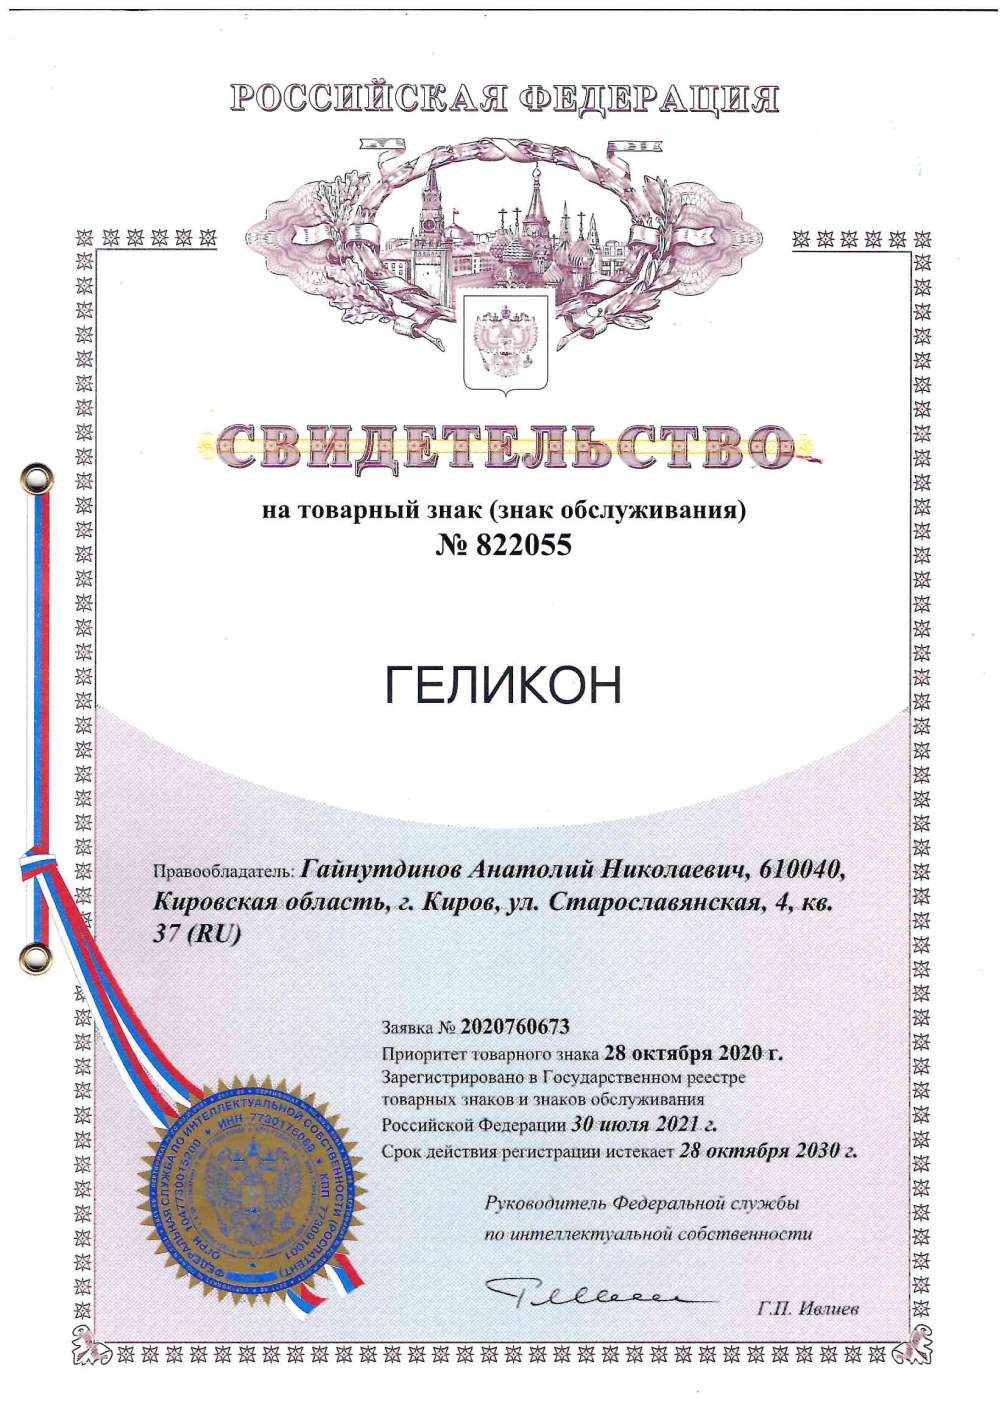 РОССИЙСКАЯ ФЕДЕРАЦИЯ
СВИДЕТЕЛЬСТВО
на товарный знак (знак обслуживания)
№ 822055
ГЕЛИКОН
Правообладатель: Гайнутдинов Анатолий Николаевич, 610040,
Кировская область, г. Киров, ул. Старославянская, 4, кв.
37 (RU)
Заявка № 2020760673
Приоритет товарного знака 28 октября 2020 г.
Зарегистрировано в Государственном реестре
товарных знаков и знаков обслуживания
Российской Федерации 30 июля 2021 г.
Срок действия регистрации истекает 28 октября 2030 г.
Руководитель Федеральной службы
по интеллектуальной собственности
Г.П. Ивлиев
ФЕДЕРАЛЬНАЯ СЛУЖБА ПО ИНТЕЛЛЕКТУАЛЬНОЙ СОБСТВЕННОСТИ (РОСПАТЕНТ)
ОГРН 1047730015200 * ИНН 7730176088 * КПП 773001001